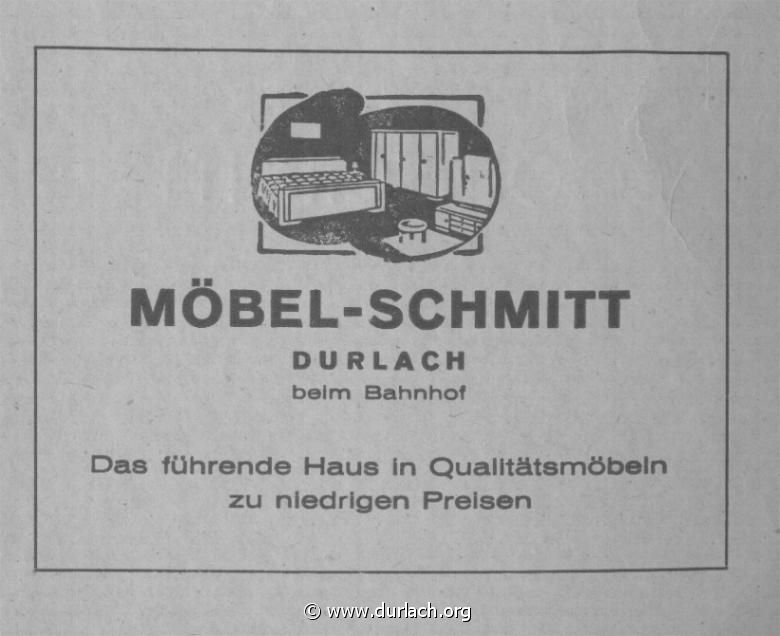 MÖBEL-SCHMITT
DURLACH
beim Bahnhof
Das führende Haus in Qualitätsmöbeln
zu niedrigen Preisen
© www.durlach.org